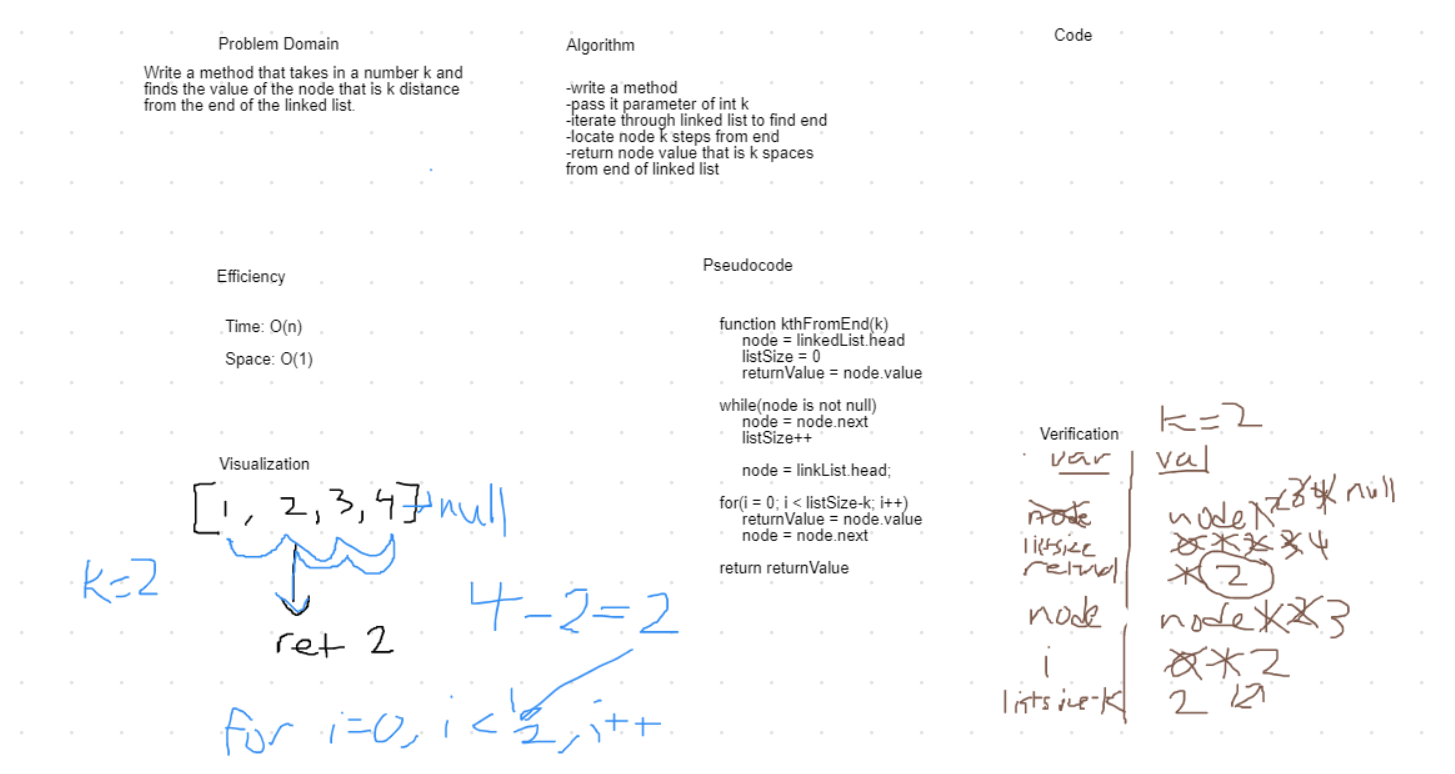 Problem Domain
Write a method that takes in a number k and
finds the value of the node that is k distance
from the end of the linked list.
Algorithm
-write a method
-pass it parameter of int k
-iterate through linked list to find end
-locate node k steps from end
-return node value that is k spaces
from end of linked list
Code
Efficiency
Time: O(n)
Space: O(1)
Pseudocode
function kthFromEnd(k)
node = linkedList.head
listSize = 0
returnValue = node.value
while(node is not null)
node = node.next
listSize++
node = linkList.head;
for(i = 0; i < listSize-k; i++)
returnValue = node.value
node = node.next
return returnValue
Visualization
[1, 2, 3, 4]→null
k=2
ret 2
4-2=2
for i=0, i < 2, i++
Verification
k=2
var val
node node 1 2 3 4 null
listsize 0 1 2 3 4
2
node node 1 2 3
i 0 1 2
listsize-k 2